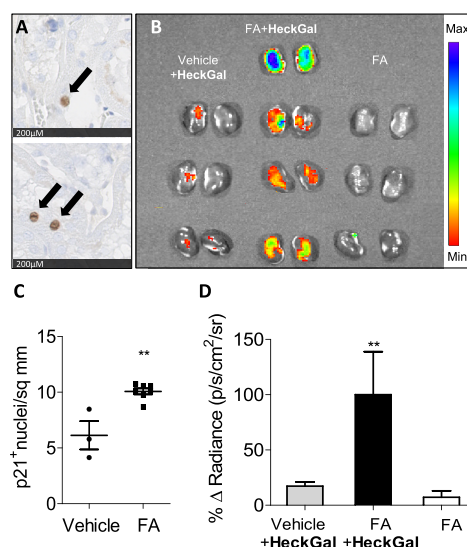 A
200µM
200µM
B
FA+HeckGal
Vehicle
+HeckGal
FA
Max
Min
C
p21+nuclei/sq mm
15
10
5
0
**
Vehicle
FA
D
% Δ Radiance (p/s/cm²/sr)
150
100
50
0
**
Vehicle
+HeckGal
FA
+HeckGal
FA